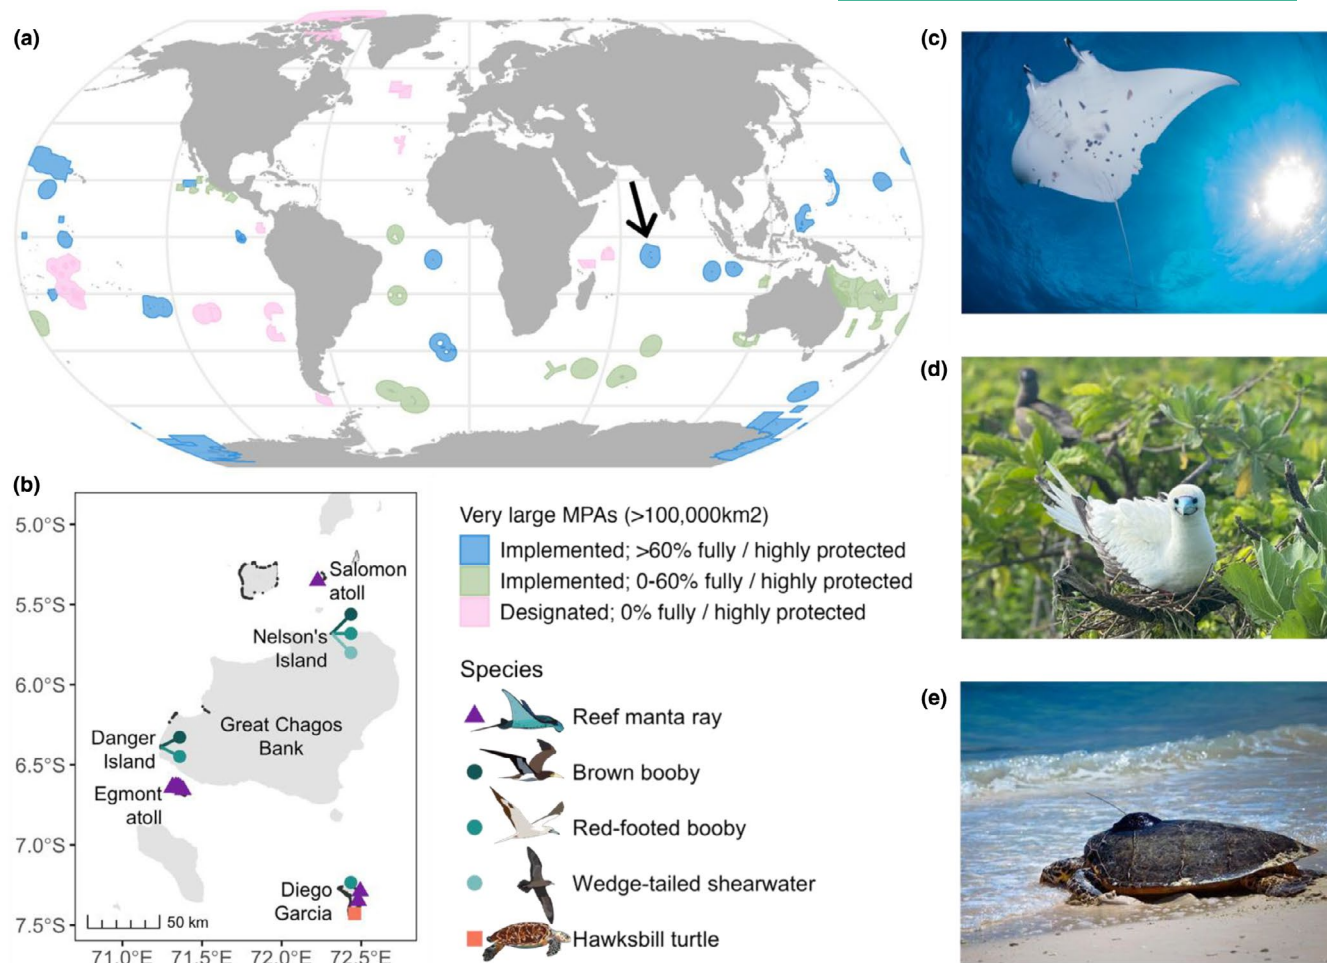 (a)
(c)
(d)
(e)
(b)
5.0°S
5.5°S
6.0°S
6.5°S
7.0°S
7.5°S
Salomon
atoll
Nelson's
Island
Great Chagos
Bank
Danger
Island
Egmont
atoll
Diego
Garcia
50 km
71.0°E 71.5°E 72.0°E 72.5°E
Very large MPAs (>100,000km2)
Implemented; >60% fully / highly protected
Implemented; 0-60% fully / highly protected
Designated; 0% fully / highly protected
Species
Reef manta ray
Brown booby
Red-footed booby
Wedge-tailed shearwater
Hawksbill turtle